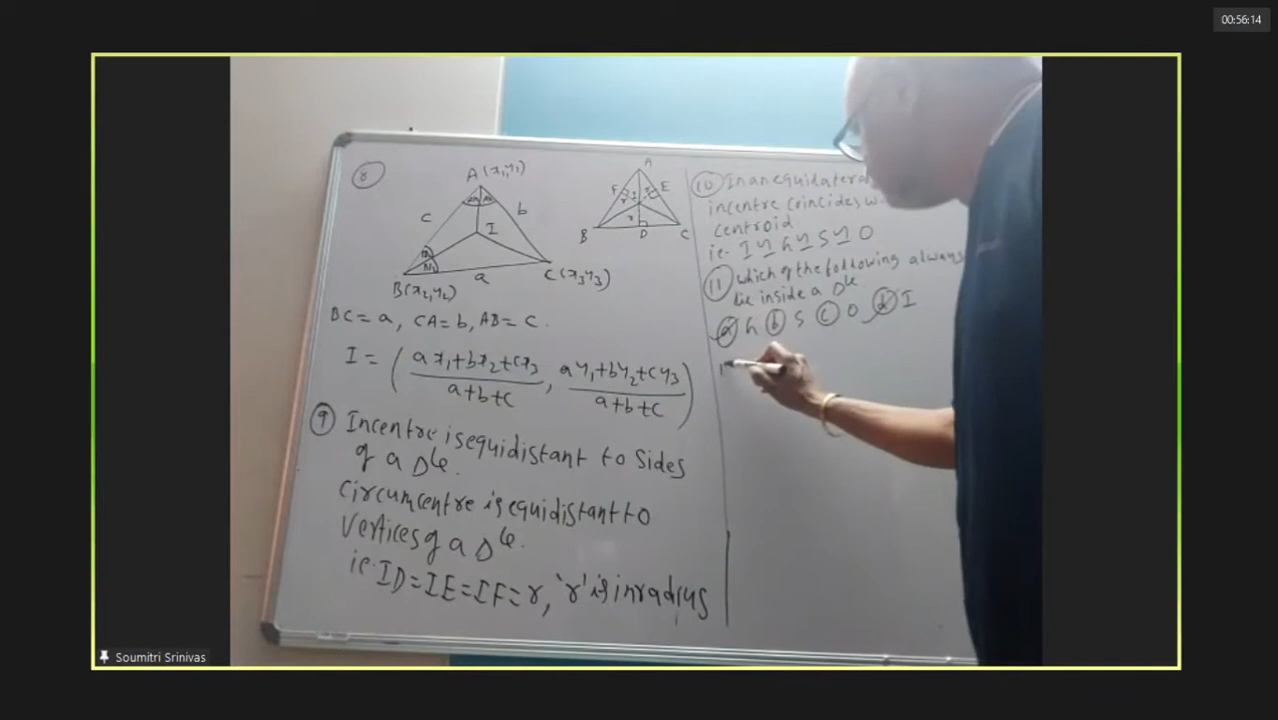 00:56:14
8
A (x1,y1)
c
b
I
B (x2,y2)
a
C (x3,y3)
A
F
E
I
r
B
D
C
BC = a, CA = b, AB = c.
I = ( ax1+bx2+cx3 / a+b+c , ay1+by2+cy3 / a+b+c )
9 Incentre is equidistant to sides
of a Δle.
Circumcentre is equidistant to
vertices of a Δle.
ie. ID = IE = IF = r, 'r' is inradius
10 In an equilatera
incentre coincides w
centroid
ie. I G S O
11 which of the following always
lie inside a Δle
a G b S c O d I
Soumitri Srinivas